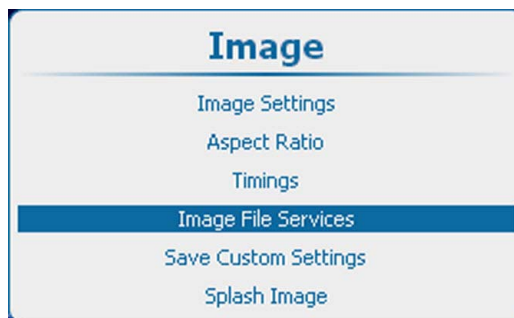 Image
Image Settings
Aspect Ratio
Timings
Image File Services
Save Custom Settings
Splash Image